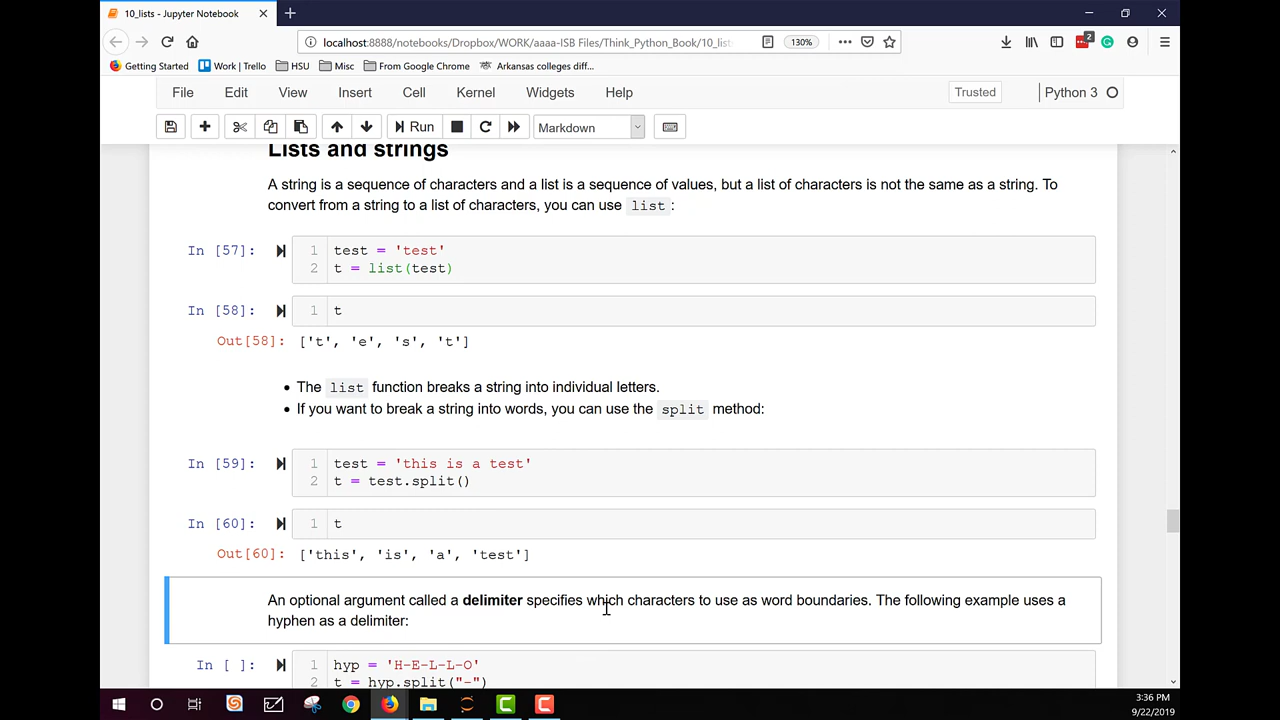 10_lists - Jupyter Notebook
localhost:8888/notebooks/Dropbox/WORK/aaaa-ISB Files/Think_Python_Book/10_lists
130%
Getting Started Work | Trello HSU Misc From Google Chrome Arkansas colleges diff...
2
File Edit View Insert Cell Kernel Widgets Help Trusted Python 3
Run Markdown
Lists and strings
A string is a sequence of characters and a list is a sequence of values, but a list of characters is not the same as a string. To
convert from a string to a list of characters, you can use list:
In [57]: 1 test = 'test'
2 t = list(test)
In [58]: 1 t
Out[58]: ['t', 'e', 's', 't']
• The list function breaks a string into individual letters.
• If you want to break a string into words, you can use the split method:
In [59]: 1 test = 'this is a test'
2 t = test.split()
In [60]: 1 t
Out[60]: ['this', 'is', 'a', 'test']
An optional argument called a delimiter specifies which characters to use as word boundaries. The following example uses a
hyphen as a delimiter:
In [ ]: 1 hyp = 'H-E-L-L-O'
2 t = hyp.split("-")
3:36 PM
9/22/2019